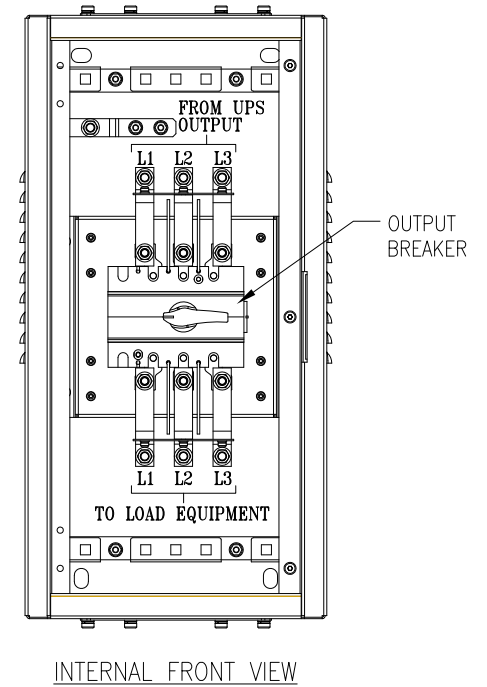 FROM UPS
OUTPUT
L1 L2 L3
OUTPUT
BREAKER
L1 L2 L3
TO LOAD EQUIPMENT
INTERNAL FRONT VIEW